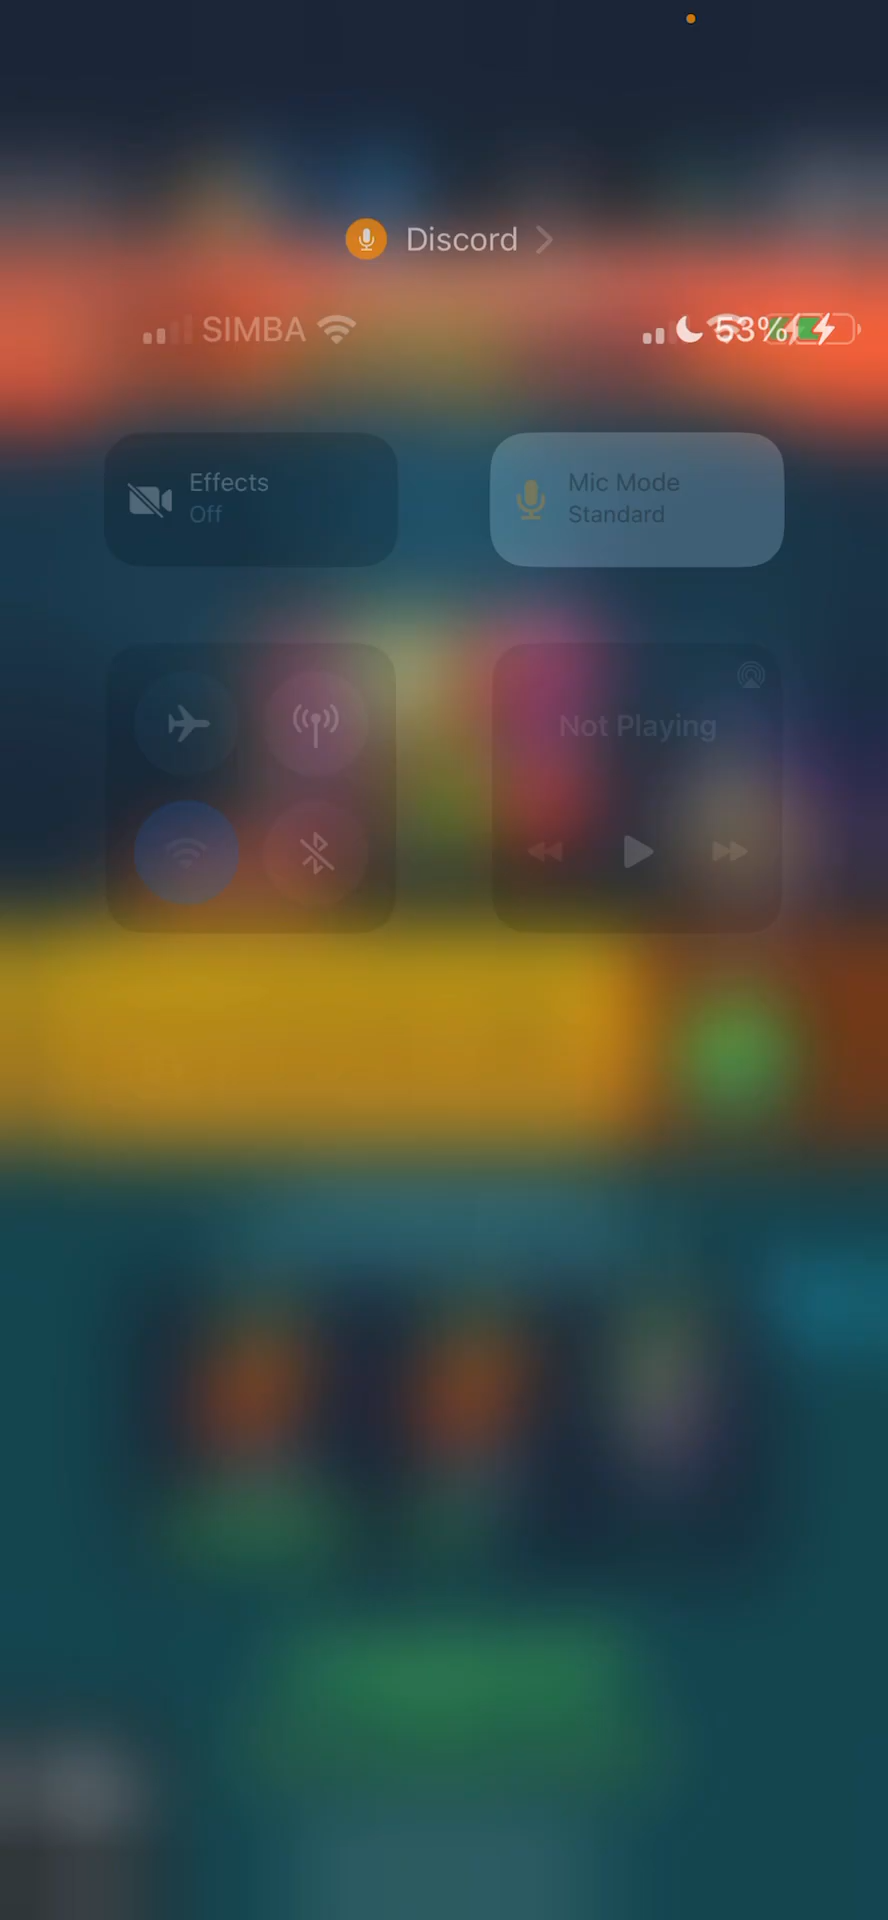 Discord
SIMBA 53%
Effects
Off
Mic Mode
Standard
Not Playing